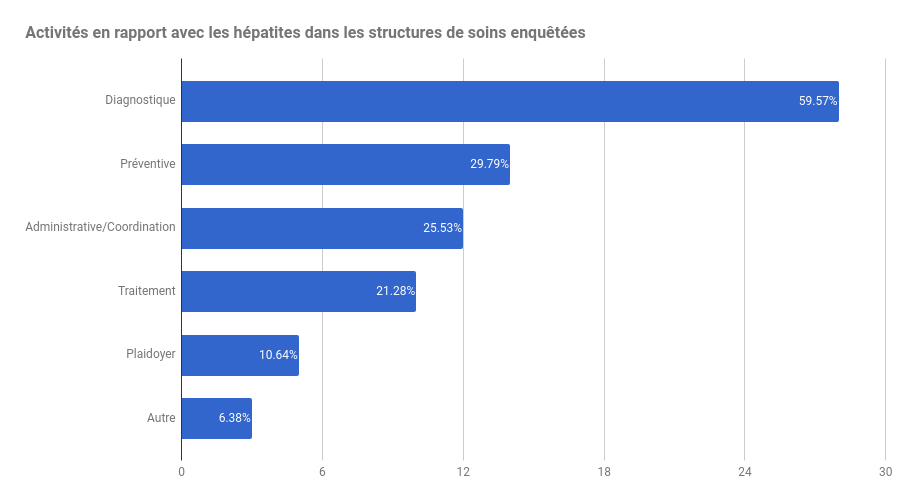 Activités en rapport avec les hépatites dans les structures de soins enquêtées
Diagnostique
59.57%
Préventive
29.79%
Administrative/Coordination
25.53%
Traitement
21.28%
Plaidoyer
10.64%
Autre
6.38%
0 6 12 18 24 30